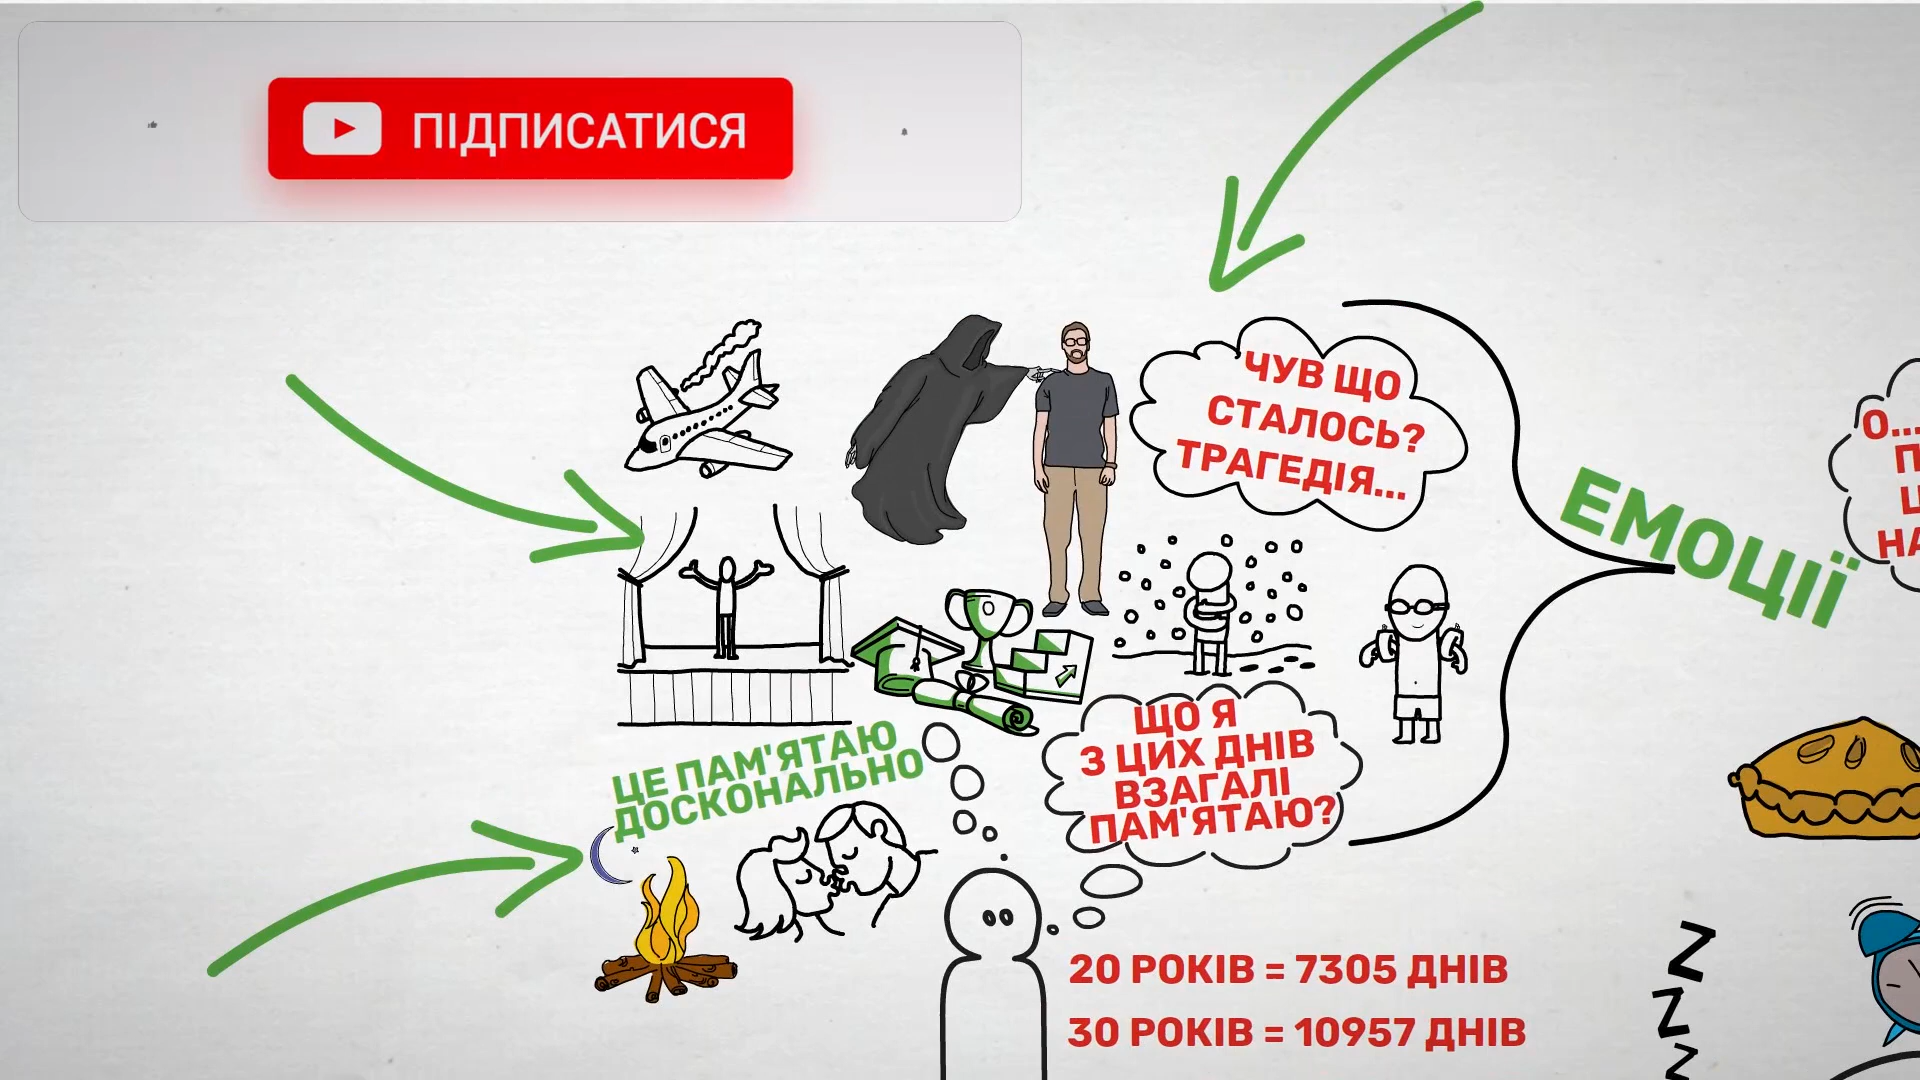 ПІДПИСАТИСЯ
ЧУВ ЩО
СТАЛОСЬ?
ТРАГЕДІЯ...
ЕМОЦІЇ
О...
ЦЕ ПАМ'ЯТАЮ
ДОСКОНАЛЬНО
ЩО Я
З ЦИХ ДНІВ
ВЗАГАЛІ
ПАМ'ЯТАЮ?
20 РОКІВ = 7305 ДНІВ
30 РОКІВ = 10957 ДНІВ
Z
Z
Z